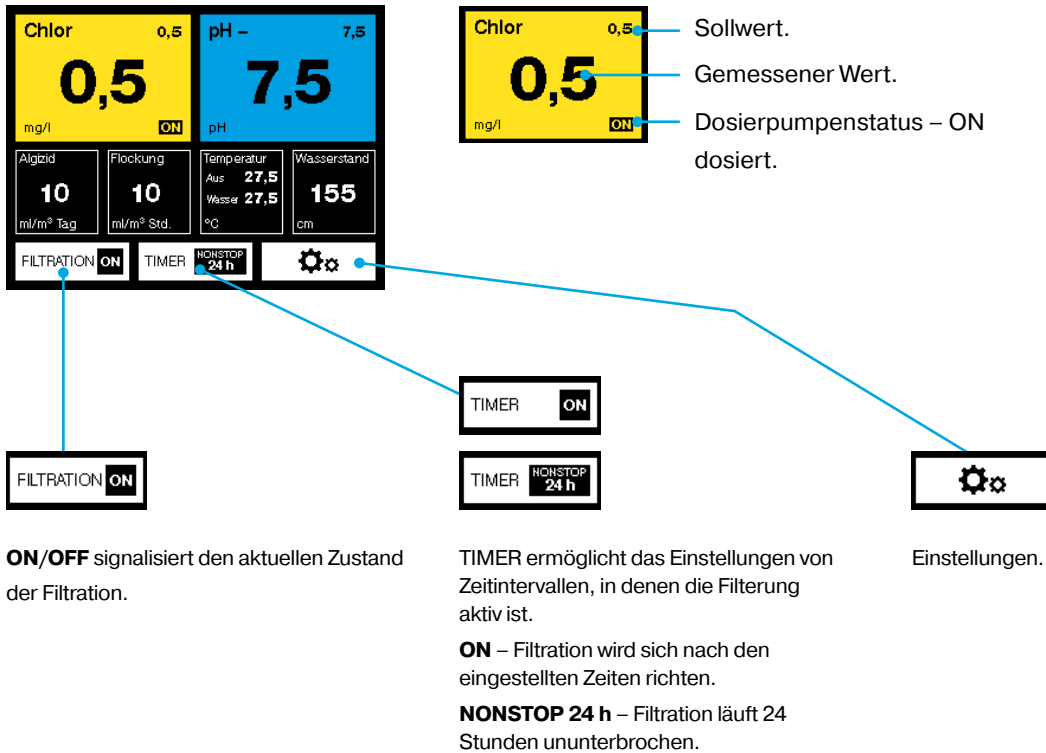 Chlor 0,5
0,5
mg/l ON
pH – 7,5
7,5
pH
Algizid
10
ml/m³ Tag
Flockung
10
ml/m³ Std.
Temperatur
Aus 27,5
Wasser 27,5
°C
Wasserstand
155
cm
FILTRATION ON
TIMER NONSTOP 24 h
Chlor 0,5
0,5
mg/l ON
Sollwert.
Gemessener Wert.
Dosierpumpenstatus – ON
dosiert.
FILTRATION ON
ON/OFF signalisiert den aktuellen Zustand
der Filtration.
TIMER ON
TIMER NONSTOP 24 h
TIMER ermöglicht das Einstellungen von
Zeitintervallen, in denen die Filterung
aktiv ist.
ON – Filtration wird sich nach den
eingestellten Zeiten richten.
NONSTOP 24 h – Filtration läuft 24
Stunden ununterbrochen.
Einstellungen.